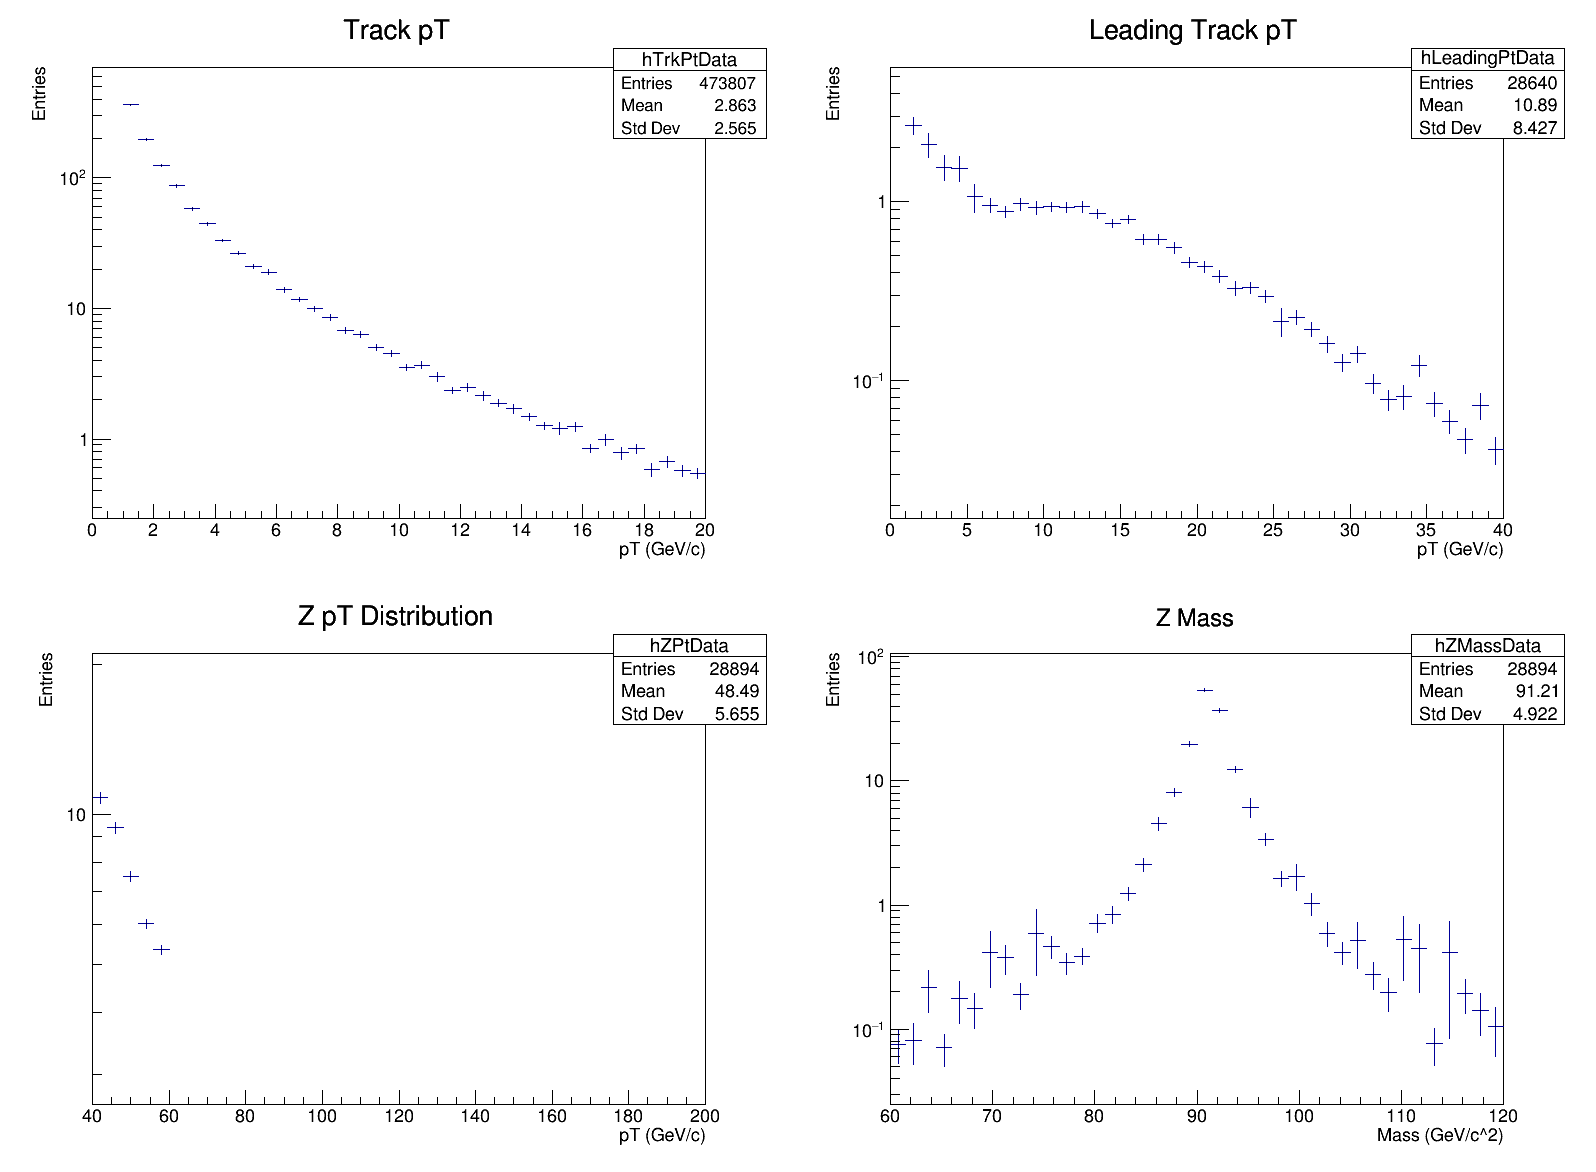 Track pT
Entries
hTrkPtData
Entries 473807
Mean 2.863
Std Dev 2.565
10²
10
1
0 2 4 6 8 10 12 14 16 18 20
pT (GeV/c)
Leading Track pT
Entries
hLeadingPtData
Entries 28640
Mean 10.89
Std Dev 8.427
1
10⁻¹
0 5 10 15 20 25 30 35 40
pT (GeV/c)
Z pT Distribution
Entries
hZPtData
Entries 28894
Mean 48.49
Std Dev 5.655
10
40 60 80 100 120 140 160 180 200
pT (GeV/c)
Z Mass
Entries
hZMassData
Entries 28894
Mean 91.21
Std Dev 4.922
10²
10
1
10⁻¹
60 70 80 90 100 110 120
Mass (GeV/c^2)